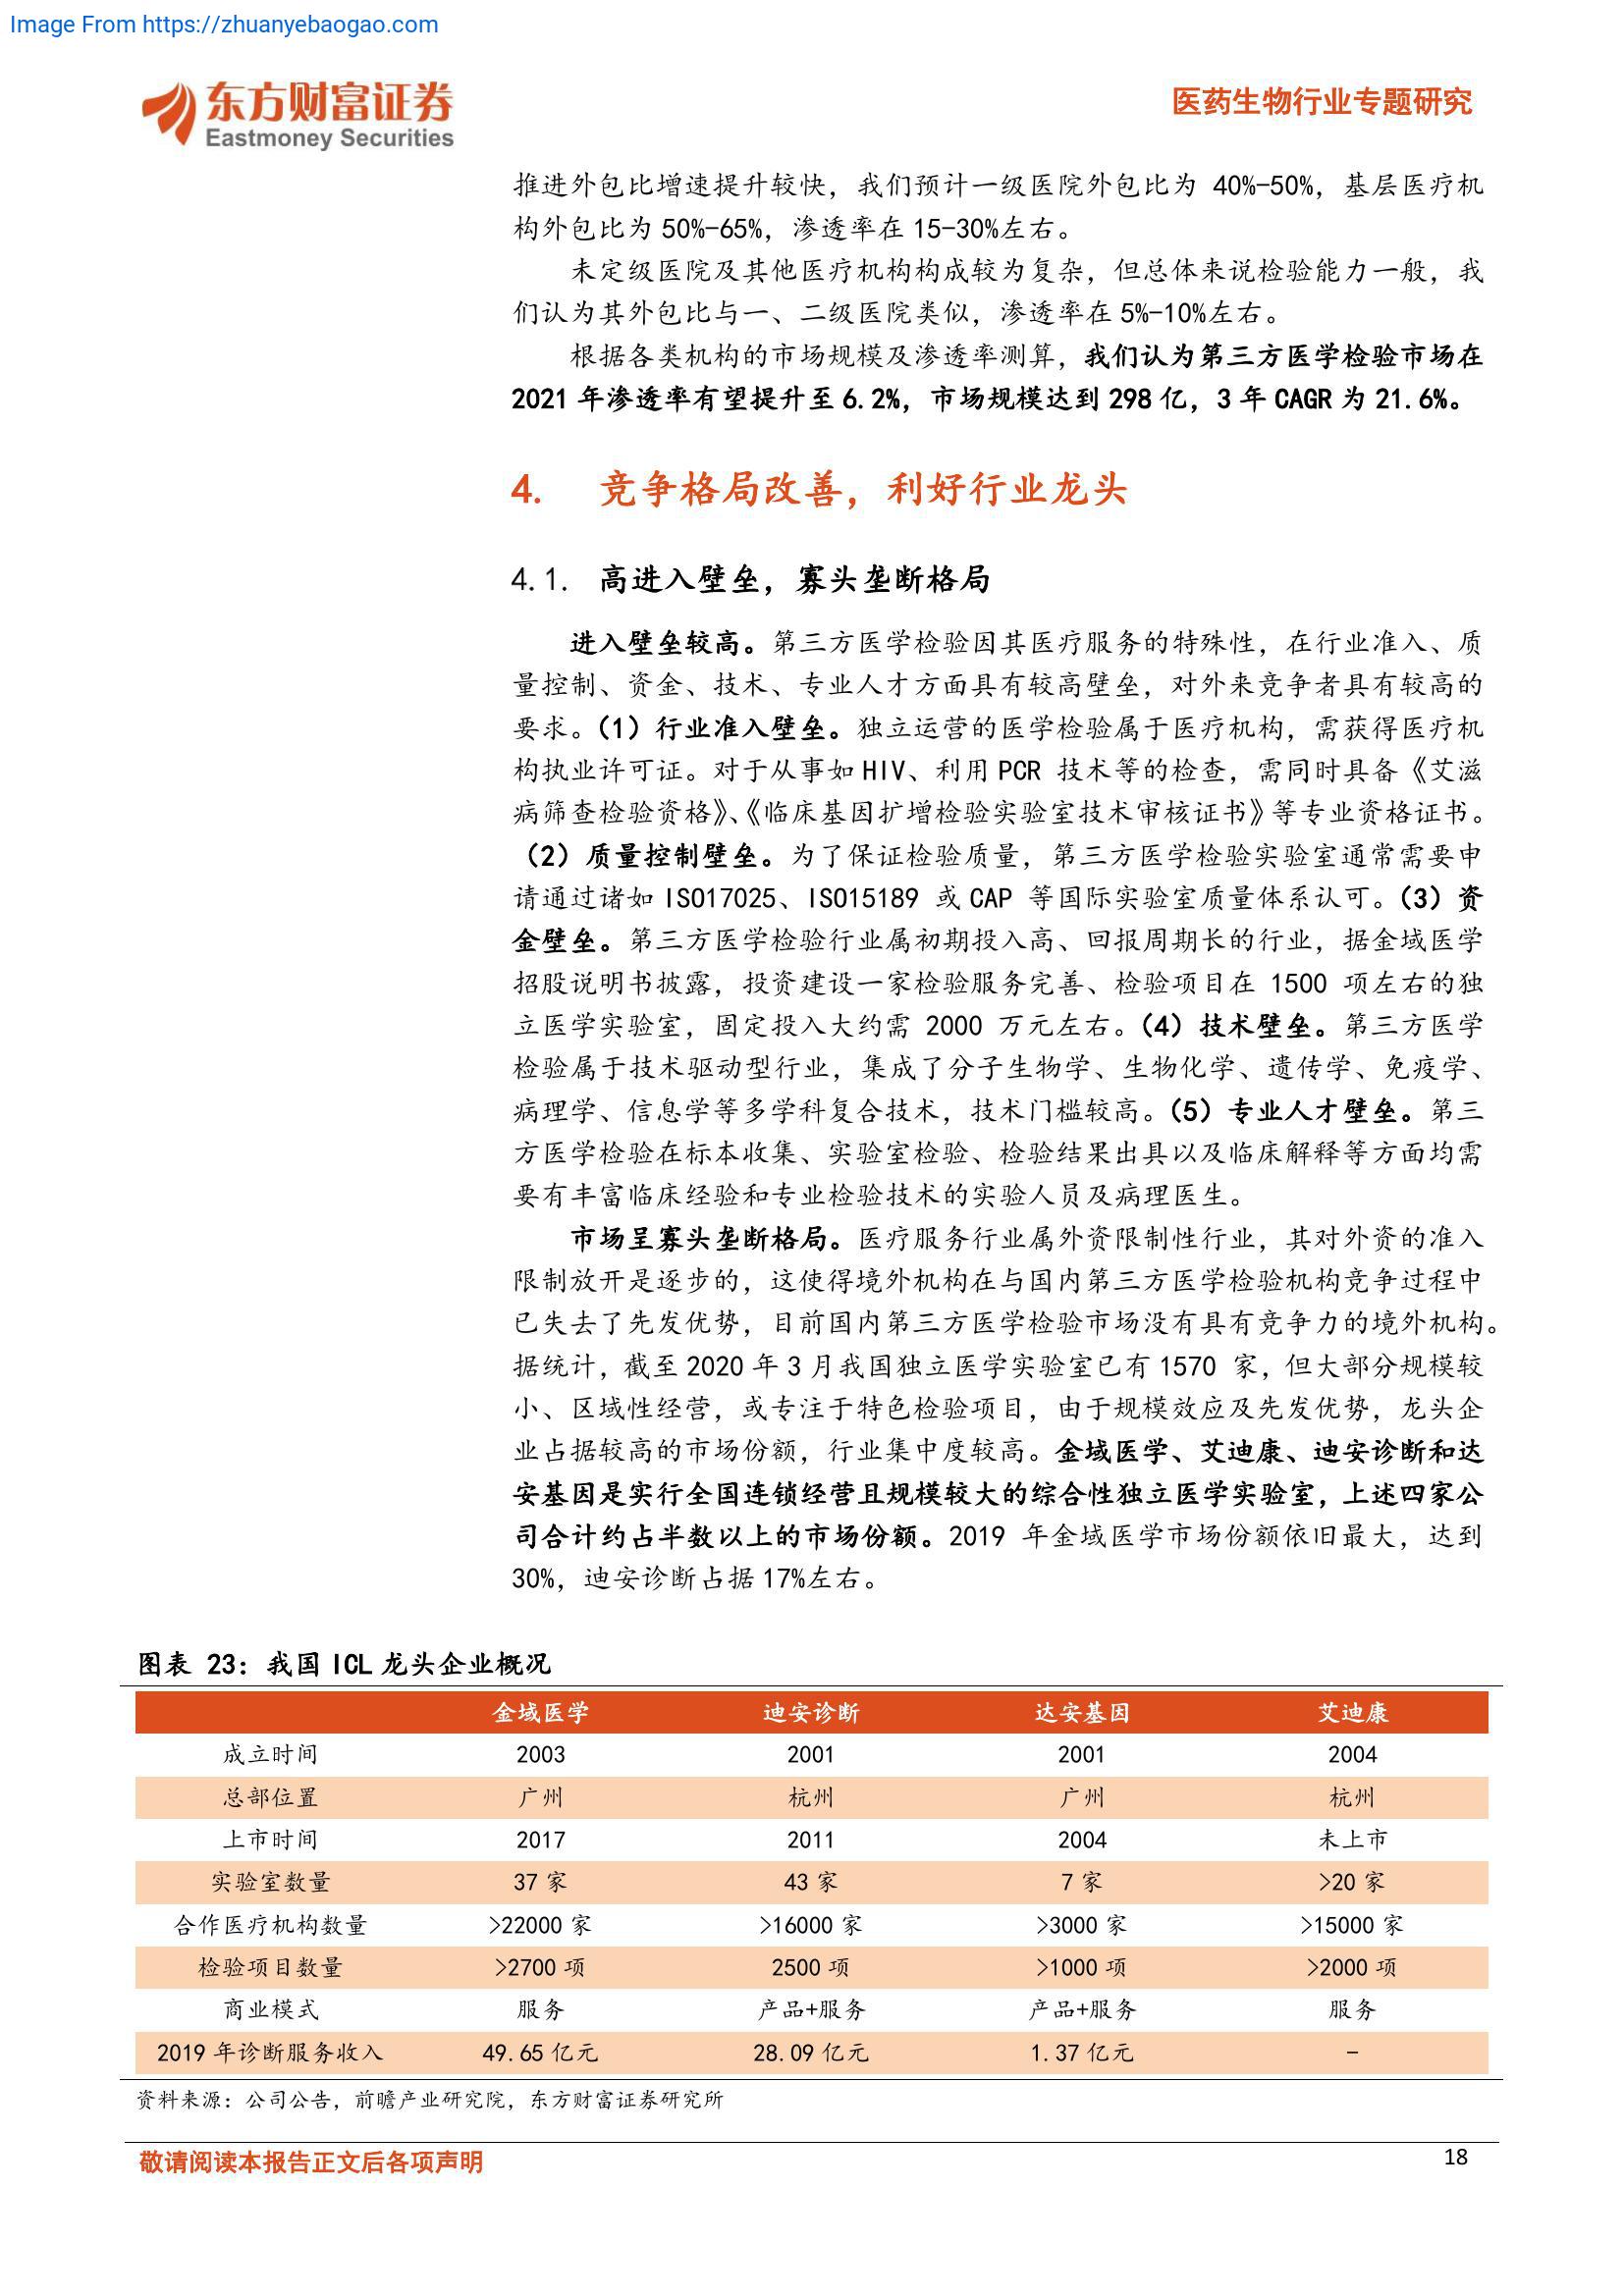 Image From https://zhuanyebaogao.com
东方财富证券
Eastmoney Securities
医药生物行业专题研究
推进外包比增速提升较快，我们预计一级医院外包比为 40%-50%，基层医疗机
构外包比为 50%-65%，渗透率在 15-30%左右。
未定级医院及其他医疗机构构成较为复杂，但总体来说检验能力一般，我
们认为其外包比与一、二级医院类似，渗透率在 5%-10%左右。
根据各类机构的市场规模及渗透率测算，我们认为第三方医学检验市场在
2021 年渗透率有望提升至 6.2%，市场规模达到 298 亿，3 年 CAGR 为 21.6%。
4. 竞争格局改善，利好行业龙头
4.1. 高进入壁垒，寡头垄断格局
进入壁垒较高。第三方医学检验因其医疗服务的特殊性，在行业准入、质
量控制、资金、技术、专业人才方面具有较高壁垒，对外来竞争者具有较高的
要求。（1）行业准入壁垒。独立运营的医学检验属于医疗机构，需获得医疗机
构执业许可证。对于从事如 HIV、利用 PCR 技术等的检查，需同时具备《艾滋
病筛查检验资格》、《临床基因扩增检验实验室技术审核证书》等专业资格证书。
（2）质量控制壁垒。为了保证检验质量，第三方医学检验实验室通常需要申
请通过诸如 ISO17025、ISO15189 或 CAP 等国际实验室质量体系认可。（3）资
金壁垒。第三方医学检验行业属初期投入高、回报周期长的行业，据金域医学
招股说明书披露，投资建设一家检验服务完善、检验项目在 1500 项左右的独
立医学实验室，固定投入大约需 2000 万元左右。（4）技术壁垒。第三方医学
检验属于技术驱动型行业，集成了分子生物学、生物化学、遗传学、免疫学、
病理学、信息学等多学科复合技术，技术门槛较高。（5）专业人才壁垒。第三
方医学检验在标本收集、实验室检验、检验结果出具以及临床解释等方面均需
要有丰富临床经验和专业检验技术的实验人员及病理医生。
市场呈寡头垄断格局。医疗服务行业属外资限制性行业，其对外资的准入
限制放开是逐步的，这使得境外机构在与国内第三方医学检验机构竞争过程中
已失去了先发优势，目前国内第三方医学检验市场没有具有竞争力的境外机构。
据统计，截至 2020 年 3 月我国独立医学实验室已有 1570 家，但大部分规模较
小、区域性经营，或专注于特色检验项目，由于规模效应及先发优势，龙头企
业占据较高的市场份额，行业集中度较高。金域医学、艾迪康、迪安诊断和达
安基因是实行全国连锁经营且规模较大的综合性独立医学实验室，上述四家公
司合计约占半数以上的市场份额。2019 年金域医学市场份额依旧最大，达到
30%，迪安诊断占据 17%左右。
图表 23：我国 ICL 龙头企业概况
金域医学 迪安诊断 达安基因 艾迪康
成立时间 2003 2001 2001 2004
总部位置 广州 杭州 广州 杭州
上市时间 2017 2011 2004 未上市
实验室数量 37 家 43 家 7 家 >20 家
合作医疗机构数量 >22000 家 >16000 家 >3000 家 >15000 家
检验项目数量 >2700 项 2500 项 >1000 项 >2000 项
商业模式 服务 产品+服务 产品+服务 服务
2019 年诊断服务收入 49.65 亿元 28.09 亿元 1.37 亿元 -
资料来源：公司公告，前瞻产业研究院，东方财富证券研究所
敬请阅读本报告正文后各项声明
18